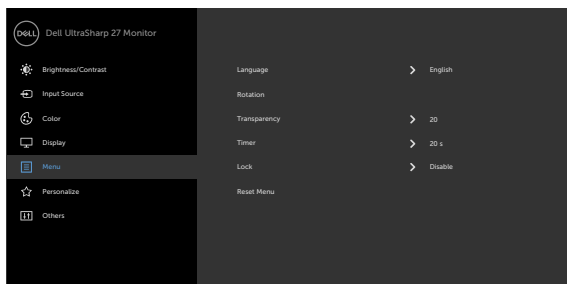 DELL Dell UltraSharp 27 Monitor
Brightness/Contrast
Language English
Input Source
Rotation
Color
Transparency 20
Display
Timer 20 s
Menu
Lock Disable
Personalize
Reset Menu
Others